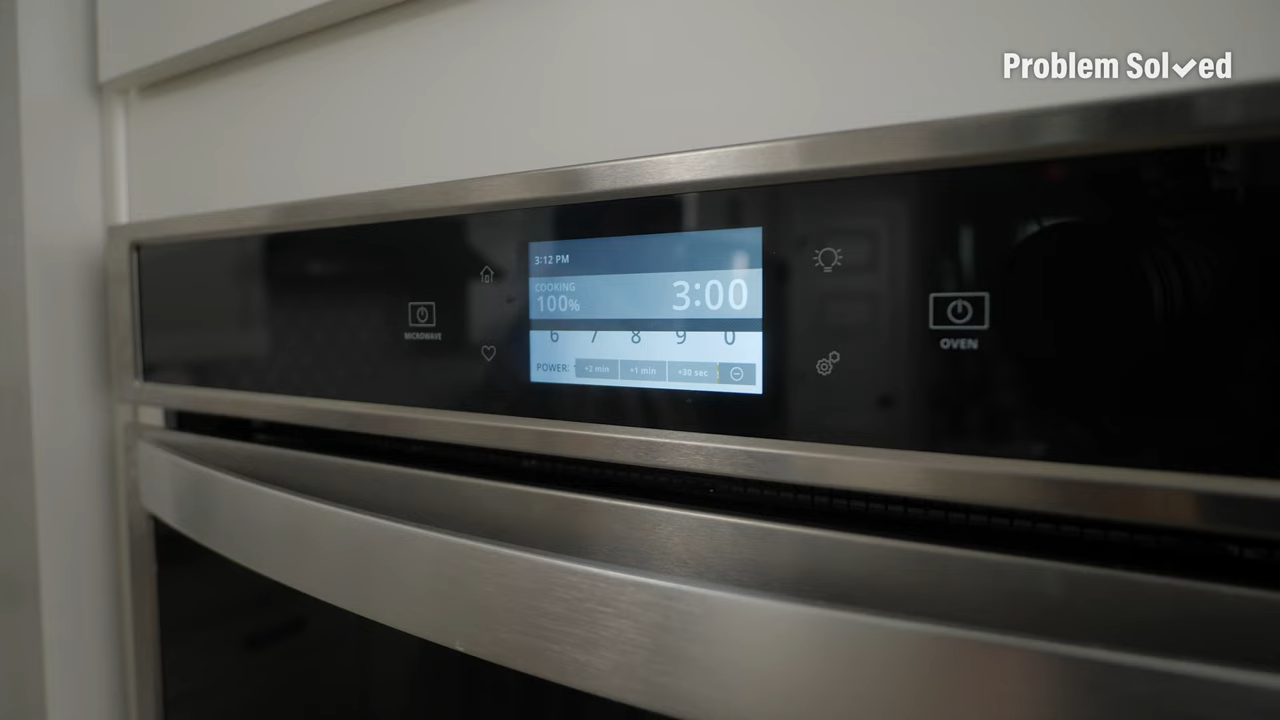 Problem Solved
3:12 PM
COOKING
100%
3:00
6 7 8 9 0
POWER:
+2 min
+1 min
+30 sec
MICROWAVE
OVEN